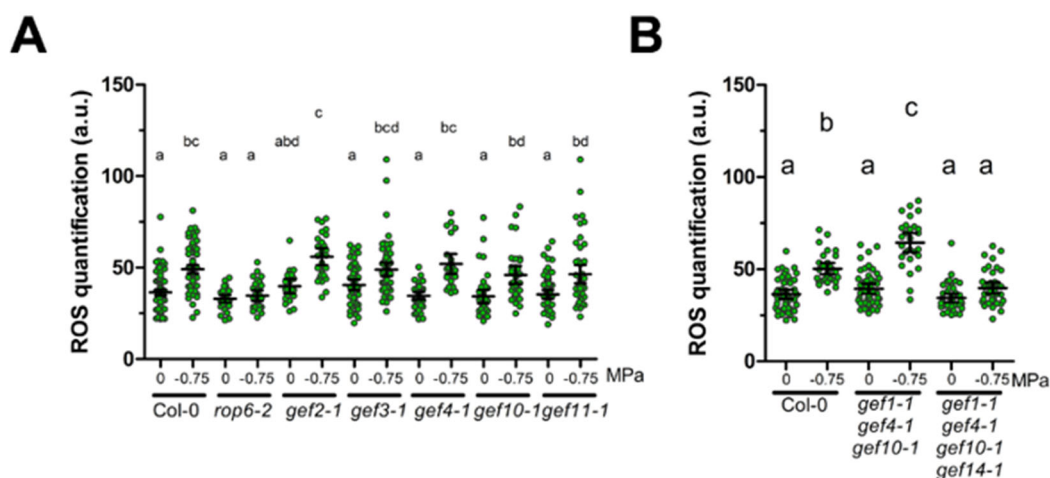 A
B
ROS quantification (a.u.)
150
100
50
0
a bc a a abd c a bcd a bc a bd a bd
0 -0.75 0 -0.75 0 -0.75 0 -0.75 0 -0.75 0 -0.75 0 -0.75 MPa
Col-0 rop6-2 gef2-1 gef3-1 gef4-1 gef10-1 gef11-1
ROS quantification (a.u.)
150
100
50
0
a b a c a a
0 -0.75 0 -0.75 0 -0.75 MPa
Col-0 gef1-1 gef1-1
gef4-1 gef4-1
gef10-1 gef10-1
gef14-1